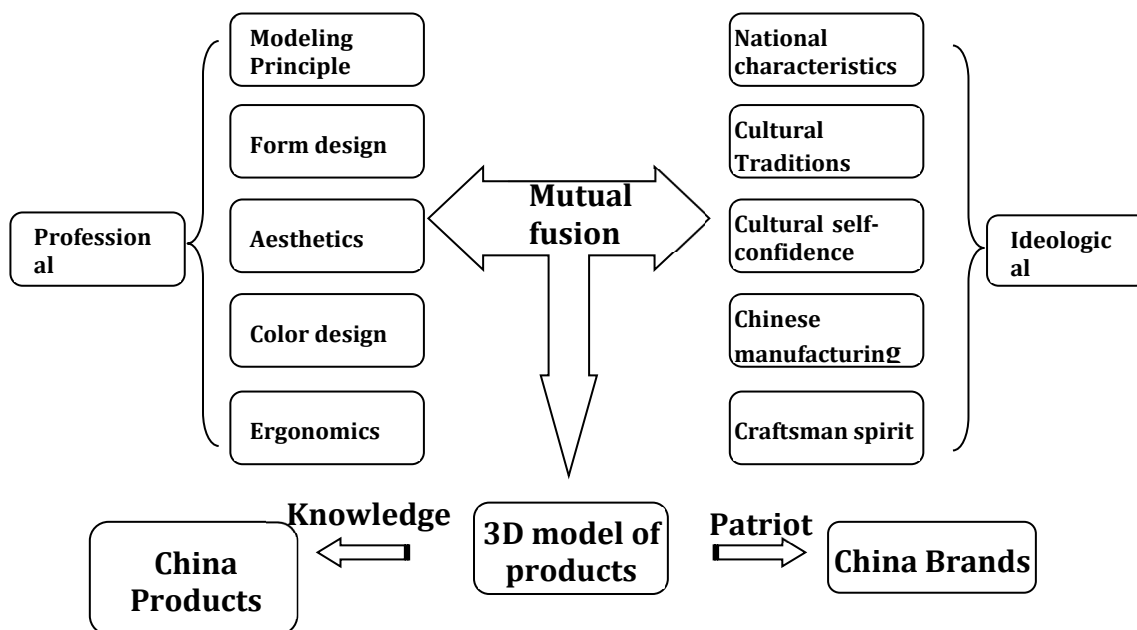 Modeling
Principle
Form design
Aesthetics
Color design
Ergonomics
Profession
al
Mutual
fusion
National
characteristics
Cultural
Traditions
Cultural self-
confidence
Chinese
manufacturing
Craftsman spirit
Ideologic
al
Knowledge
China
Products
3D model of
products
Patriot
China Brands